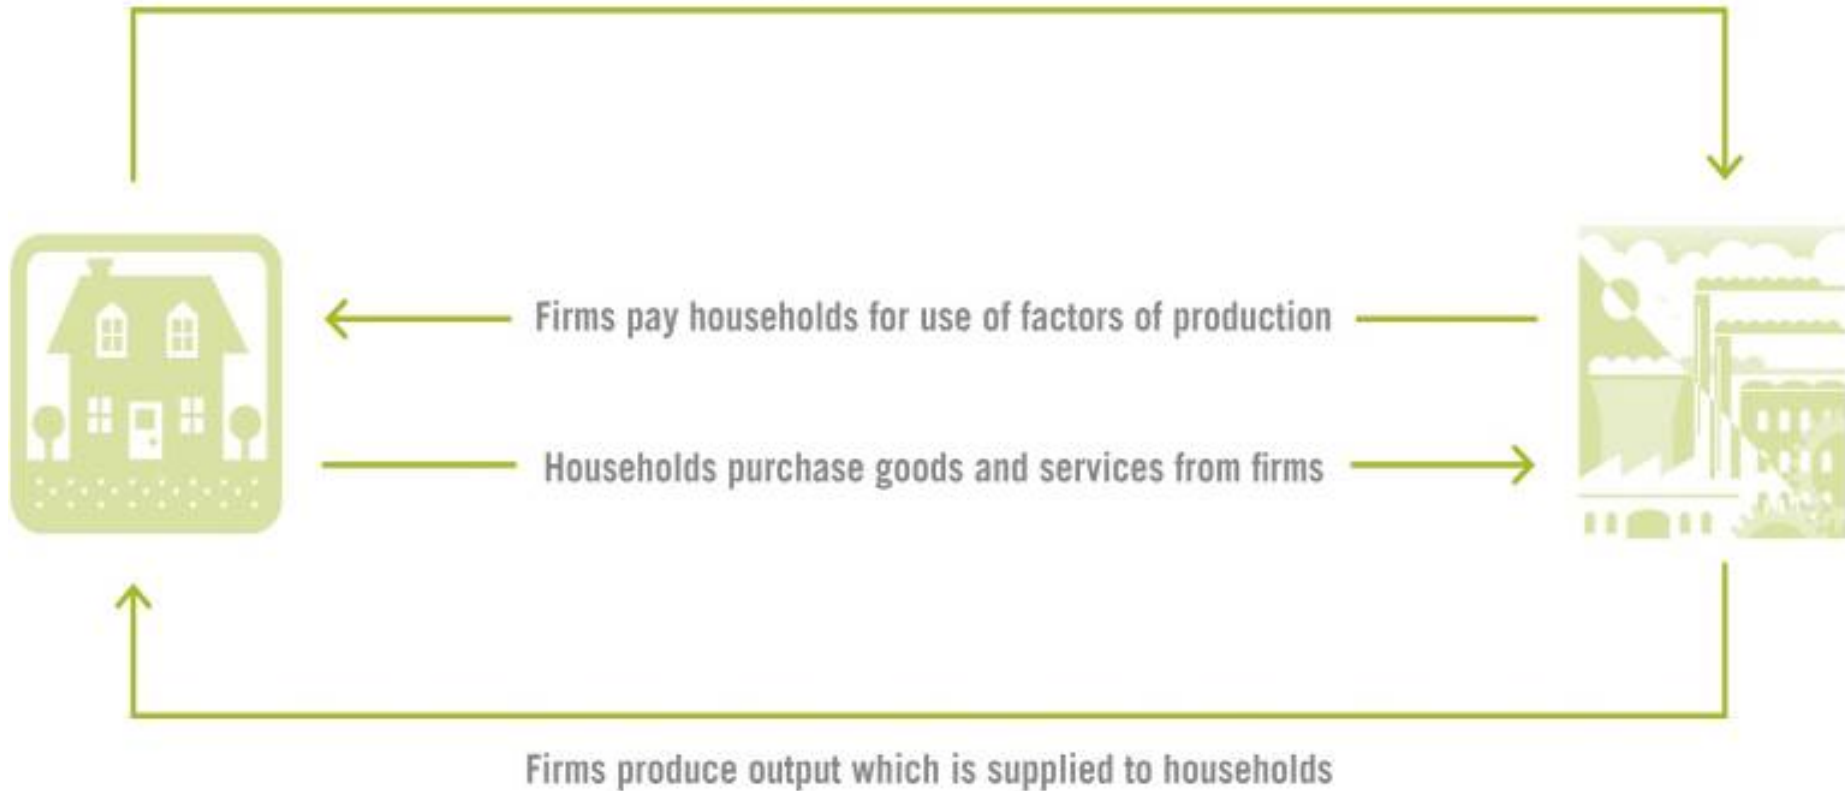 Firms pay households for use of factors of production
Households purchase goods and services from firms
Firms produce output which is supplied to households